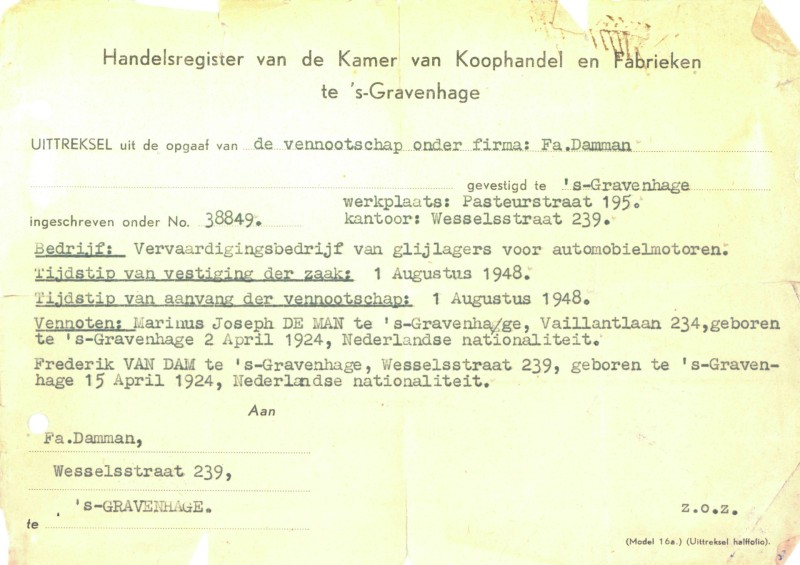 Handelsregister van de Kamer van Koophandel en Fabrieken
te 's-Gravenhage
UITTREKSEL uit de opgaaf van de vennootschap onder firma: Fa.Damman
gevestigd te 's-Gravenhage
werkplaats: Pasteurstraat 195.
ingeschreven onder No. 38849. kantoor: Wesselsstraat 239.
Bedrijf: Vervaardigingsbedrijf van glijlagers voor automobielmotoren.
Tijdstip van vestiging der zaak: 1 Augustus 1948.
Tijdstip van aanvang der vennootschap: 1 Augustus 1948.
Vennoten: Marinus Joseph DE MAN te 's-Gravenha/ge, Vaillantlaan 234,geboren
te 's-Gravenhage 2 April 1924, Nederlandse nationaliteit.
Frederik VAN DAM te 's-Gravenhage, Wesselsstraat 239, geboren te 's-Graven-
hage 15 April 1924, Nederlandse nationaliteit.
Aan
Fa.Damman,
Wesselsstraat 239,
's-GRAVENHAGE.
te
z.o.z.
(Model 16a.) (Uittreksel halffolio).